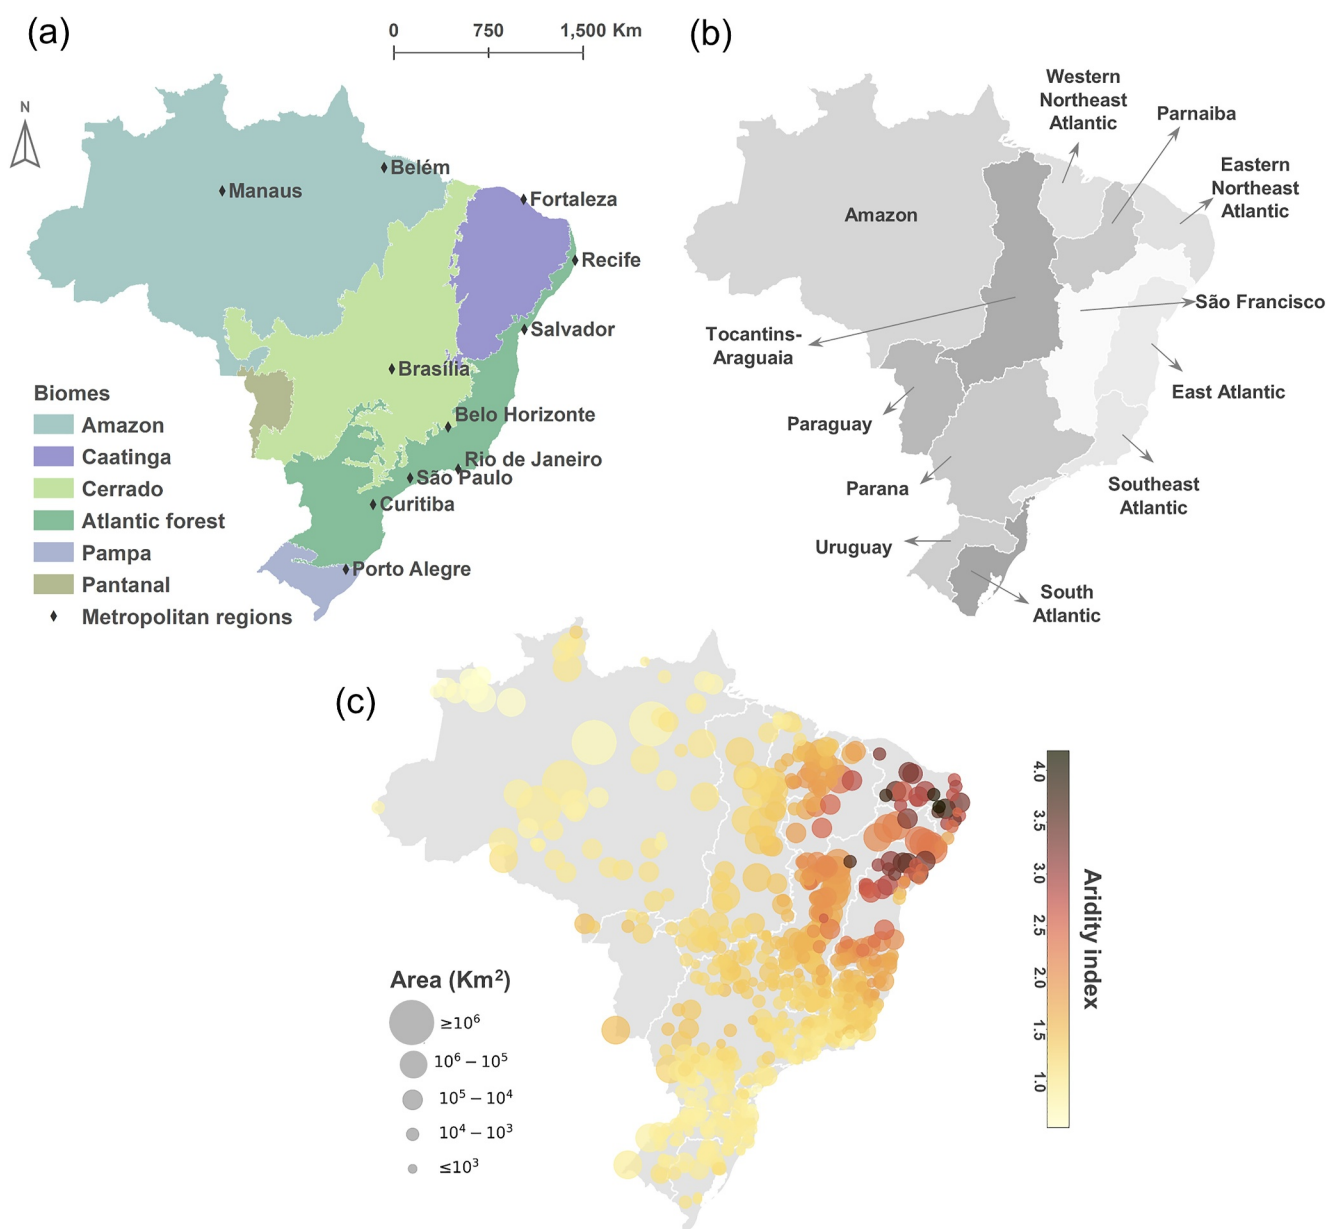 (a)
0 750 1,500 Km
N
Manaus
Belém
Fortaleza
Recife
Salvador
Brasília
Belo Horizonte
Rio de Janeiro
São Paulo
Curitiba
Porto Alegre
Biomes
Amazon
Caatinga
Cerrado
Atlantic forest
Pampa
Pantanal
Metropolitan regions
(b)
Western
Northeast
Atlantic
Parnaiba
Eastern
Northeast
Atlantic
Amazon
São Francisco
Tocantins-
Araguaia
East Atlantic
Paraguay
Parana
Southeast
Atlantic
Uruguay
South
Atlantic
(c)
Area (Km²)
≥10⁶
10⁶ − 10⁵
10⁵ − 10⁴
10⁴ − 10³
≤10³
4.0
3.5
3.0
2.5
2.0
1.5
1.0
Aridity index